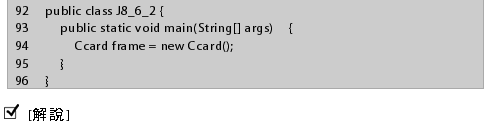 92 public class J8_6_2 {
93 public static void main(String[] args) {
94 Ccard frame = new Ccard();
95 }
96 }
[解說]